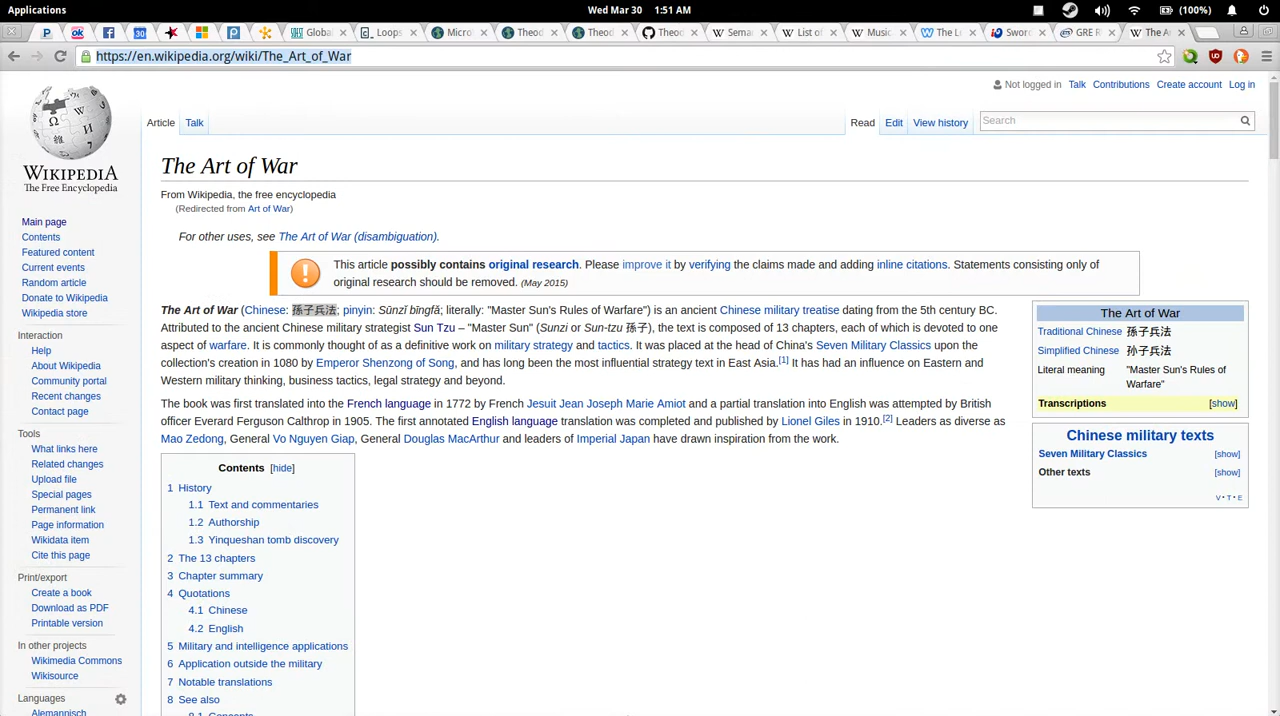 Applications
Wed Mar 30 1:51 AM
(100%)
Global
Loops
Micro
Theod
Theod
Theo
Semar
List of
Music
The Le
Sword
GRE R
The Ar
https://en.wikipedia.org/wiki/The_Art_of_War
Not logged in Talk Contributions Create account Log in
Article Talk
Read Edit View history
Search
WIKIPEDIA
The Free Encyclopedia
Main page
Contents
Featured content
Current events
Random article
Donate to Wikipedia
Wikipedia store
Interaction
Help
About Wikipedia
Community portal
Recent changes
Contact page
Tools
What links here
Related changes
Upload file
Special pages
Permanent link
Page information
Wikidata item
Cite this page
Print/export
Create a book
Download as PDF
Printable version
In other projects
Wikimedia Commons
Wikisource
Languages
Alemannisch
The Art of War
From Wikipedia, the free encyclopedia
(Redirected from Art of War)
For other uses, see The Art of War (disambiguation).
This article possibly contains original research. Please improve it by verifying the claims made and adding inline citations. Statements consisting only of
original research should be removed. (May 2015)
The Art of War (Chinese: 孫子兵法; pinyin: Sūnzǐ bīngfǎ; literally: "Master Sun's Rules of Warfare") is an ancient Chinese military treatise dating from the 5th century BC.
Attributed to the ancient Chinese military strategist Sun Tzu – "Master Sun" (Sunzi or Sun-tzu 孫子), the text is composed of 13 chapters, each of which is devoted to one
aspect of warfare. It is commonly thought of as a definitive work on military strategy and tactics. It was placed at the head of China's Seven Military Classics upon the
collection's creation in 1080 by Emperor Shenzong of Song, and has long been the most influential strategy text in East Asia.[1] It has had an influence on Eastern and
Western military thinking, business tactics, legal strategy and beyond.
The book was first translated into the French language in 1772 by French Jesuit Jean Joseph Marie Amiot and a partial translation into English was attempted by British
officer Everard Ferguson Calthrop in 1905. The first annotated English language translation was completed and published by Lionel Giles in 1910.[2] Leaders as diverse as
Mao Zedong, General Vo Nguyen Giap, General Douglas MacArthur and leaders of Imperial Japan have drawn inspiration from the work.
Contents [hide]
1 History
1.1 Text and commentaries
1.2 Authorship
1.3 Yinqueshan tomb discovery
2 The 13 chapters
3 Chapter summary
4 Quotations
4.1 Chinese
4.2 English
5 Military and intelligence applications
6 Application outside the military
7 Notable translations
8 See also
8.1 Concepts
The Art of War
Traditional Chinese 孫子兵法
Simplified Chinese 孙子兵法
Literal meaning "Master Sun's Rules of
Warfare"
Transcriptions [show]
Chinese military texts
Seven Military Classics [show]
Other texts [show]
V · T · E